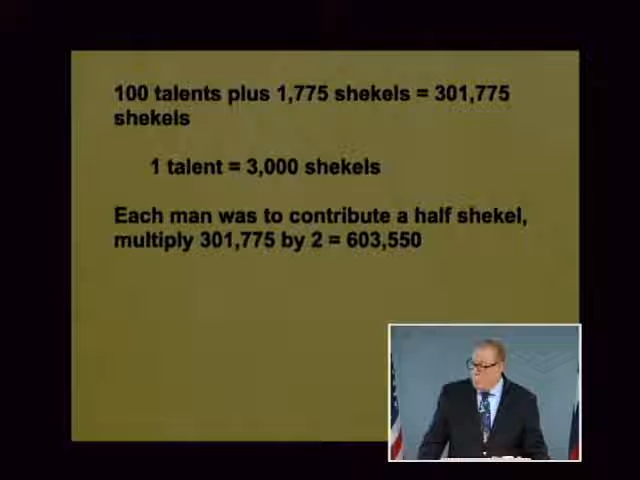 100 talents plus 1,775 shekels = 301,775
shekels
1 talent = 3,000 shekels
Each man was to contribute a half shekel,
multiply 301,775 by 2 = 603,550